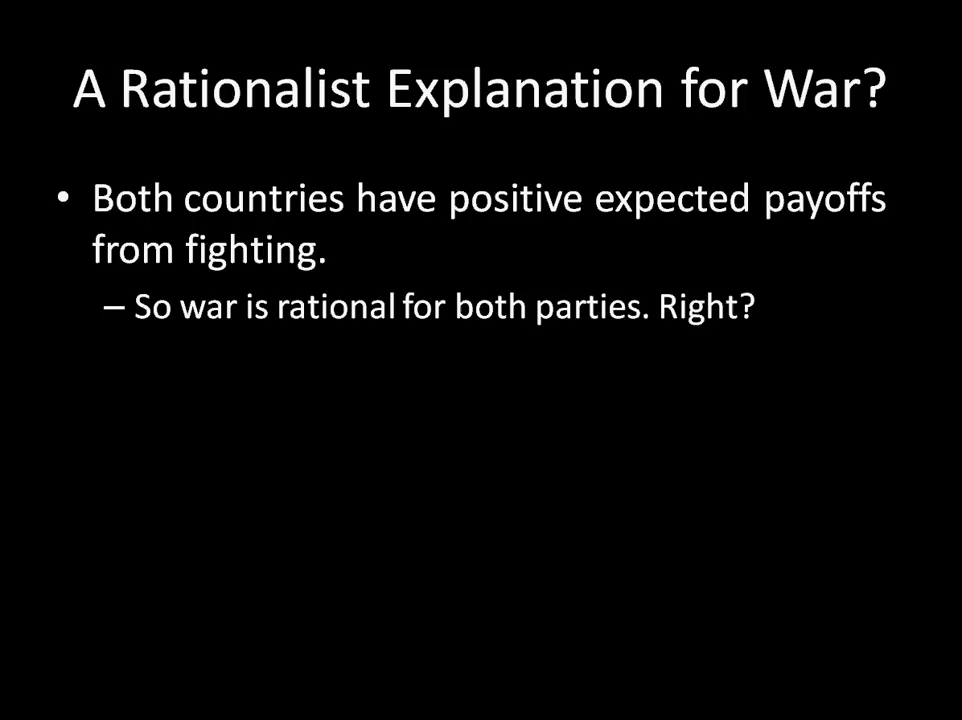 A Rationalist Explanation for War?
• Both countries have positive expected payoffs
from fighting.
– So war is rational for both parties. Right?